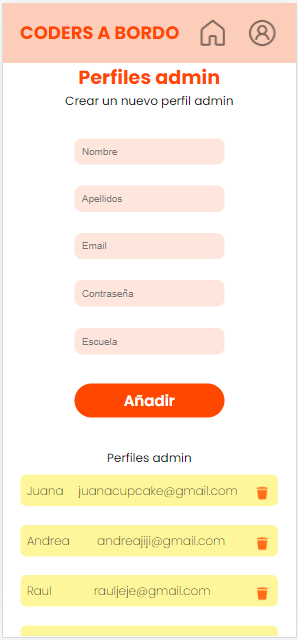 CODERS A BORDO
Perfiles admin
Crear un nuevo perfil admin
Nombre
Apellidos
Email
Contraseña
Escuela
Añadir
Perfiles admin
Juana juanacupcake@gmail.com
Andrea andreajiji@gmail.com
Raul rauljeje@gmail.com